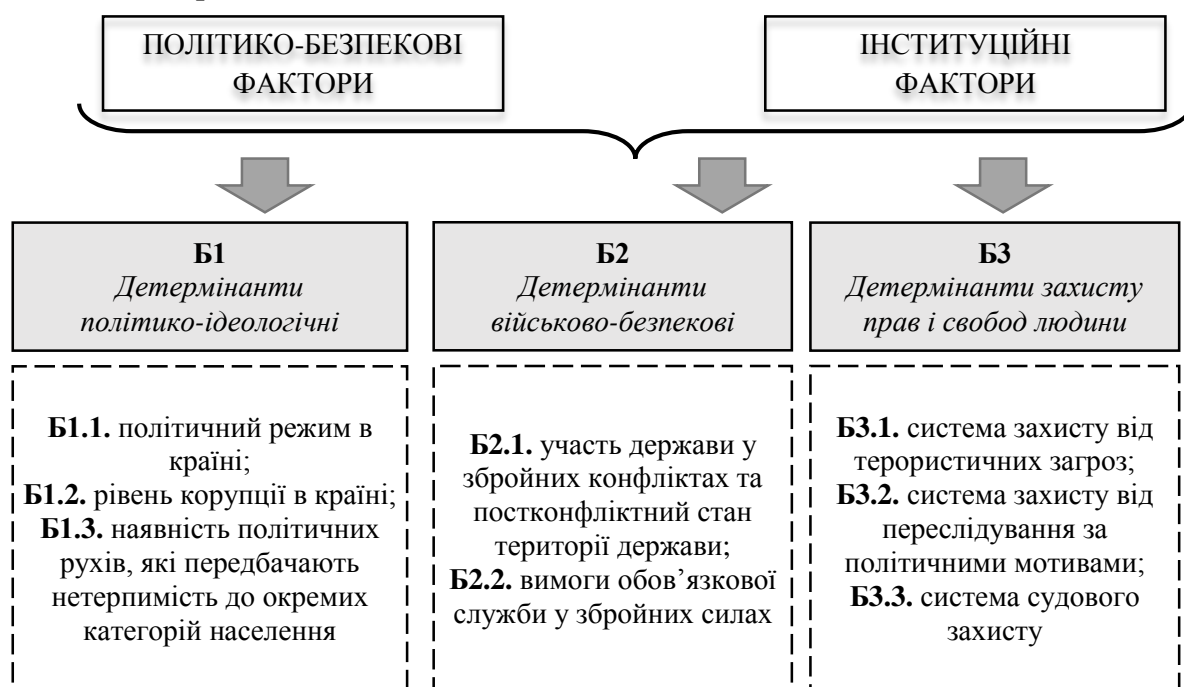 ПОЛІТИКО-БЕЗПЕКОВІ
ФАКТОРИ
ІНСТИТУЦІЙНІ
ФАКТОРИ
Б1
Детермінанти
політико-ідеологічні
Б2
Детермінанти
військово-безпекові
Б3
Детермінанти захисту
прав і свобод людини
Б1.1. політичний режим в
країні;
Б1.2. рівень корупції в країні;
Б1.3. наявність політичних
рухів, які передбачають
нетерпимість до окремих
категорій населення
Б2.1. участь держави у
збройних конфліктах та
постконфліктний стан
території держави;
Б2.2. вимоги обов’язкової
служби у збройних силах
Б3.1. система захисту від
терористичних загроз;
Б3.2. система захисту від
переслідування за
політичними мотивами;
Б3.3. система судового
захисту